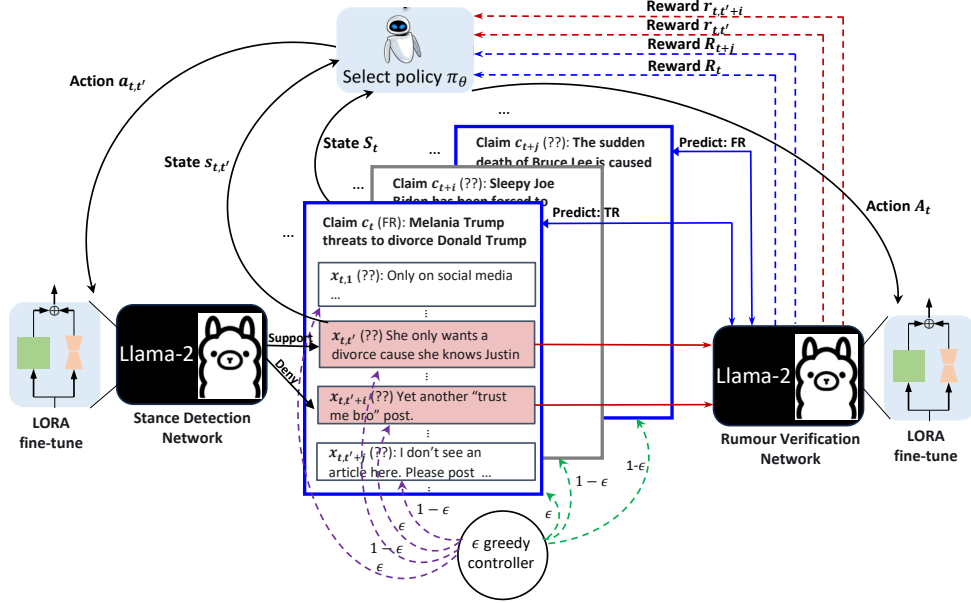 Reward r_{t,t'+i}
Reward r_{t,t'}
Reward R_{t+j}
Reward R_t
Select policy π_θ
Action a_{t,t'}
State s_{t,t'}
State S_t
Action A_t
...
...
...
...
Claim c_{t+j} (??): The sudden
death of Bruce Lee is caused
Predict: FR
Claim c_{t+i} (??): Sleepy Joe
Biden has been forced to
Predict: TR
Claim c_t (FR): Melania Trump
threats to divorce Donald Trump
x_{t,1} (??): Only on social media
...
⋮
x_{t,t'} (??) She only wants a
divorce cause she knows Justin
⋮
x_{t,t'+i} (??) Yet another “trust
me bro” post.
⋮
x_{t,t'+j} (??): I don't see an
article here. Please post ...
⋮
Support
Deny
Llama-2
Stance Detection
Network
LORA
fine-tune
Llama-2
Rumour Verification
Network
LORA
fine-tune
1 − ϵ
ϵ
1 − ϵ
ϵ
ϵ
1 − ϵ
1-ϵ
ϵ greedy
controller